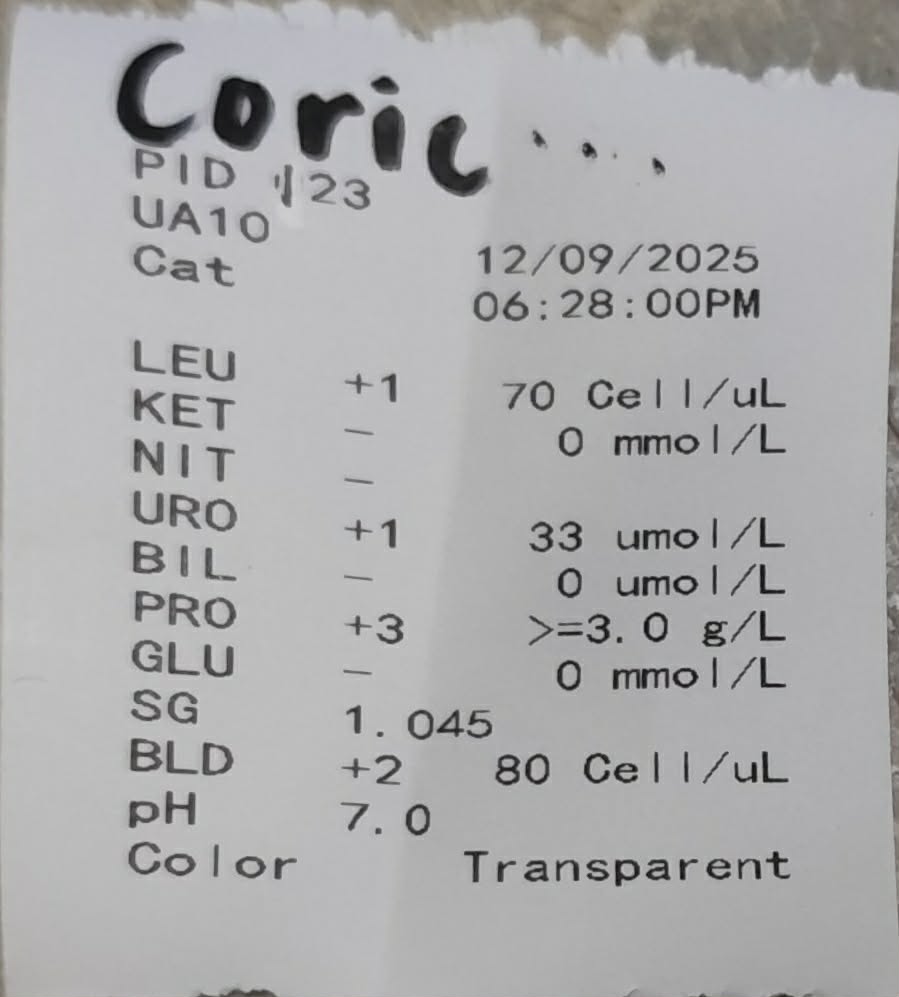 Coric....
PID 123
UA10
Cat
12/09/2025
06:28:00PM
LEU +1 70 Cell/uL
KET - 0 mmol/L
NIT -
URO +1 33 umol/L
BIL - 0 umol/L
PRO +3 >=3.0 g/L
GLU - 0 mmol/L
SG 1.045
BLD +2 80 Cell/uL
pH 7.0
Color Transparent